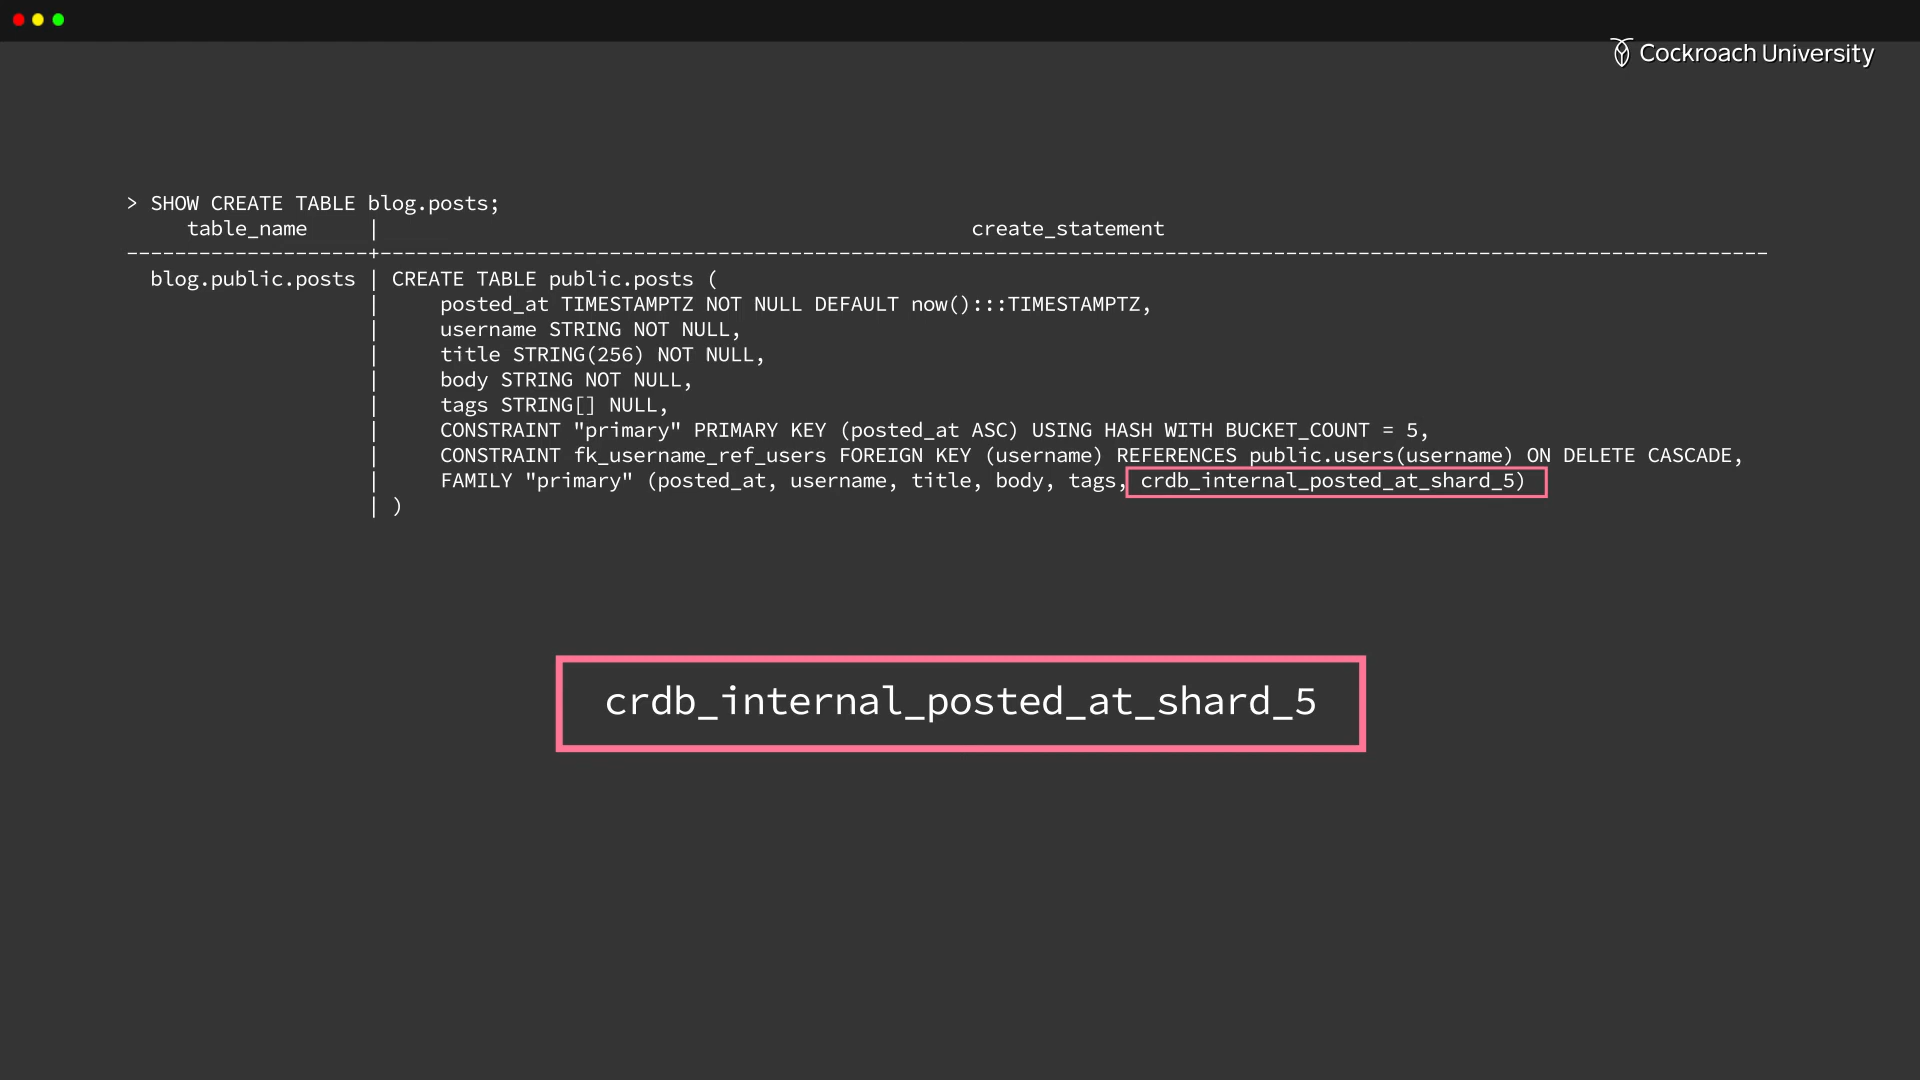 Cockroach University
> SHOW CREATE TABLE blog.posts;
table_name | create_statement
--------------------+-------------------------------------------------------------------------------------------------------------------
blog.public.posts | CREATE TABLE public.posts (
| posted_at TIMESTAMPTZ NOT NULL DEFAULT now():::TIMESTAMPTZ,
| username STRING NOT NULL,
| title STRING(256) NOT NULL,
| body STRING NOT NULL,
| tags STRING[] NULL,
| CONSTRAINT "primary" PRIMARY KEY (posted_at ASC) USING HASH WITH BUCKET_COUNT = 5,
| CONSTRAINT fk_username_ref_users FOREIGN KEY (username) REFERENCES public.users(username) ON DELETE CASCADE,
| FAMILY "primary" (posted_at, username, title, body, tags, crdb_internal_posted_at_shard_5)
| )
crdb_internal_posted_at_shard_5